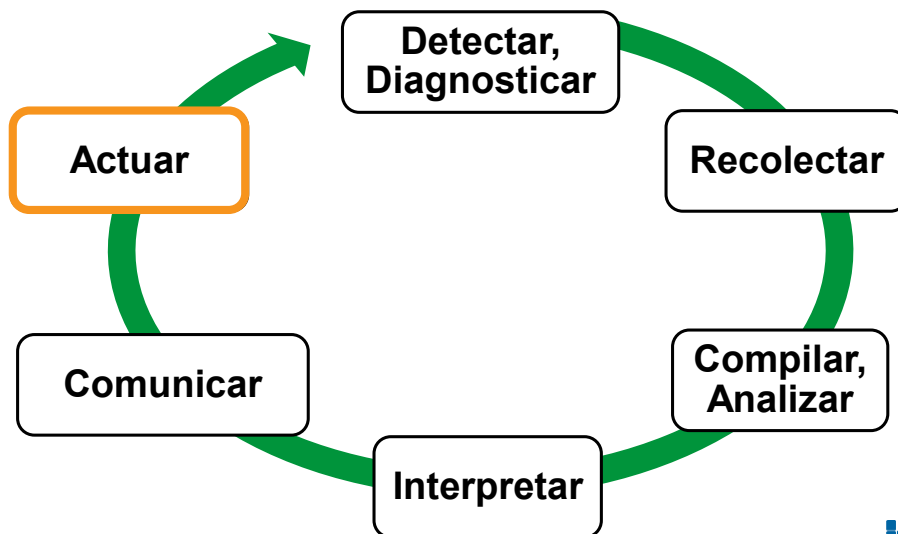 Detectar,
Diagnosticar
Recolectar
Compilar,
Analizar
Interpretar
Comunicar
Actuar